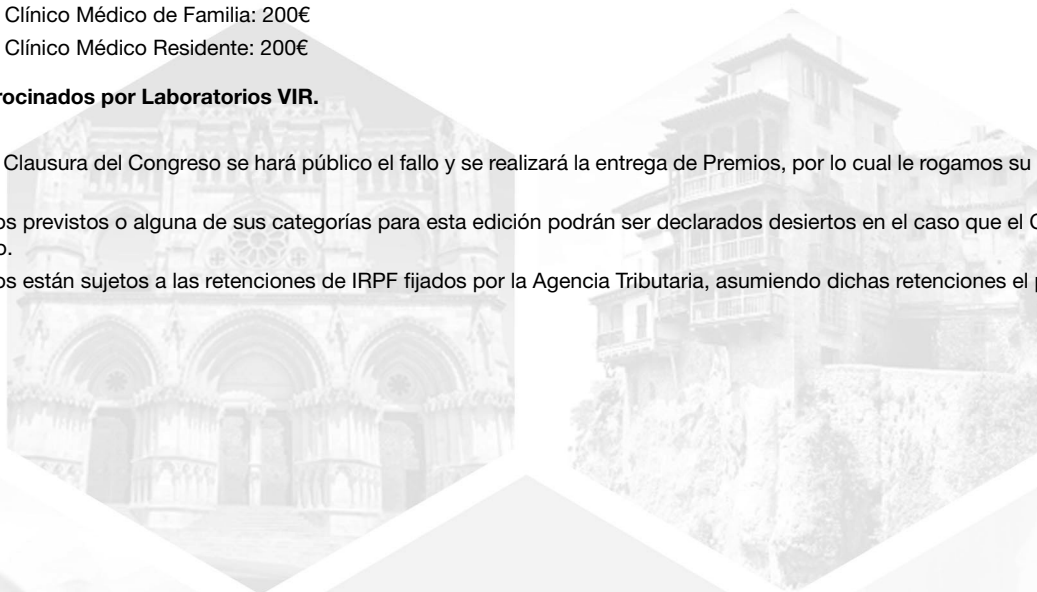 Clínico Médico de Familia: 200€
Clínico Médico Residente: 200€
rocinados por Laboratorios VIR.
Clausura del Congreso se hará público el fallo y se realizará la entrega de Premios, por lo cual le rogamos su
os previstos o alguna de sus categorías para esta edición podrán ser declarados desiertos en el caso que el C
o.
os están sujetos a las retenciones de IRPF fijados por la Agencia Tributaria, asumiendo dichas retenciones el p